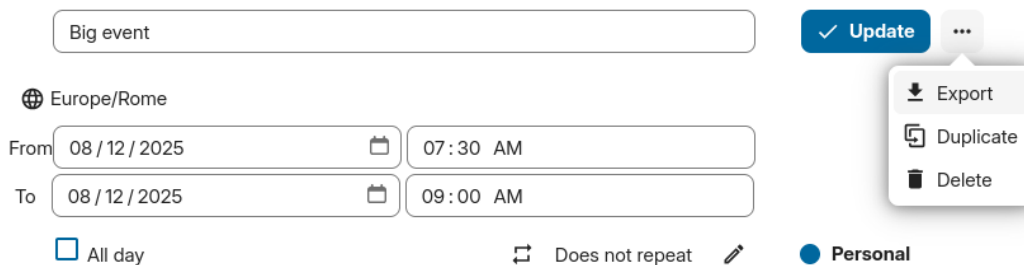 Big event
Update
Export
Europe/Rome
Duplicate
From 08/12/2025 07:30 AM
Delete
To 08/12/2025 09:00 AM
All day
Does not repeat
Personal